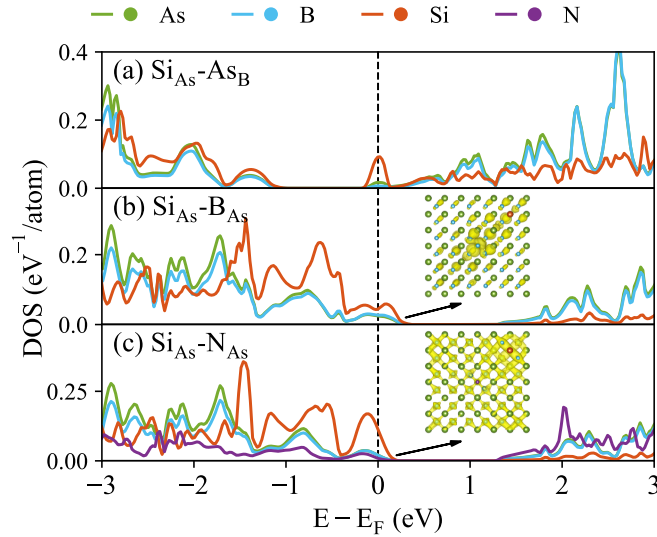 As B Si N
(a) Si_As-As_B
(b) Si_As-B_As
(c) Si_As-N_As
DOS (eV⁻¹/atom)
0.4
0.2
0.0
0.2
0.0
0.25
0.00
−3 −2 −1 0 1 2 3
E − E_F (eV)